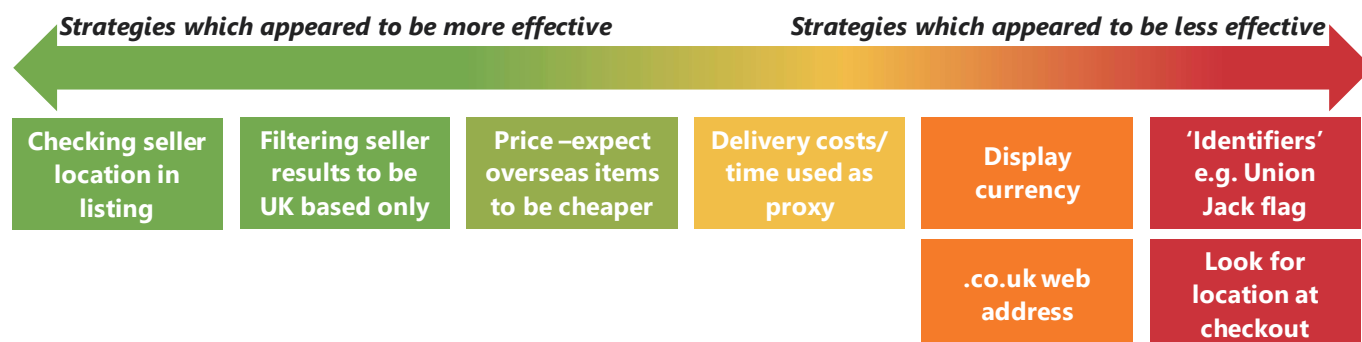 Strategies which appeared to be more effective
Strategies which appeared to be less effective
Checking seller
location in
listing
Filtering seller
results to be
UK based only
Price –expect
overseas items
to be cheaper
Delivery costs/
time used as
proxy
Display
currency
‘Identifiers’
e.g. Union
Jack flag
.co.uk web
address
Look for
location at
checkout